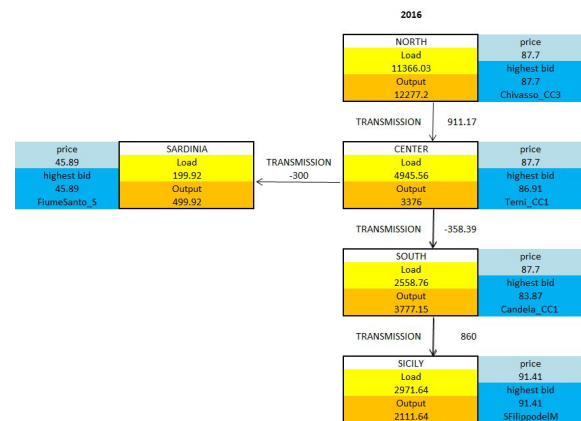 2016
NORTH price
Load 87.7
11366.03 highest bid
Output 87.7
12277.2 Chivasso_CC3
TRANSMISSION 911.17
price SARDINIA TRANSMISSION CENTER price
45.89 Load -300 Load 87.7
highest bid 199.92 4945.56 highest bid
45.89 Output Output 86.91
FiumeSanto_5 499.92 3376 Terni_CC1
TRANSMISSION -358.39
SOUTH price
Load 87.7
2558.76 highest bid
Output 83.87
3777.15 Candela_CC1
TRANSMISSION 860
SICILY price
Load 91.41
2971.64 highest bid
Output 91.41
2111.64 SFilippodelM